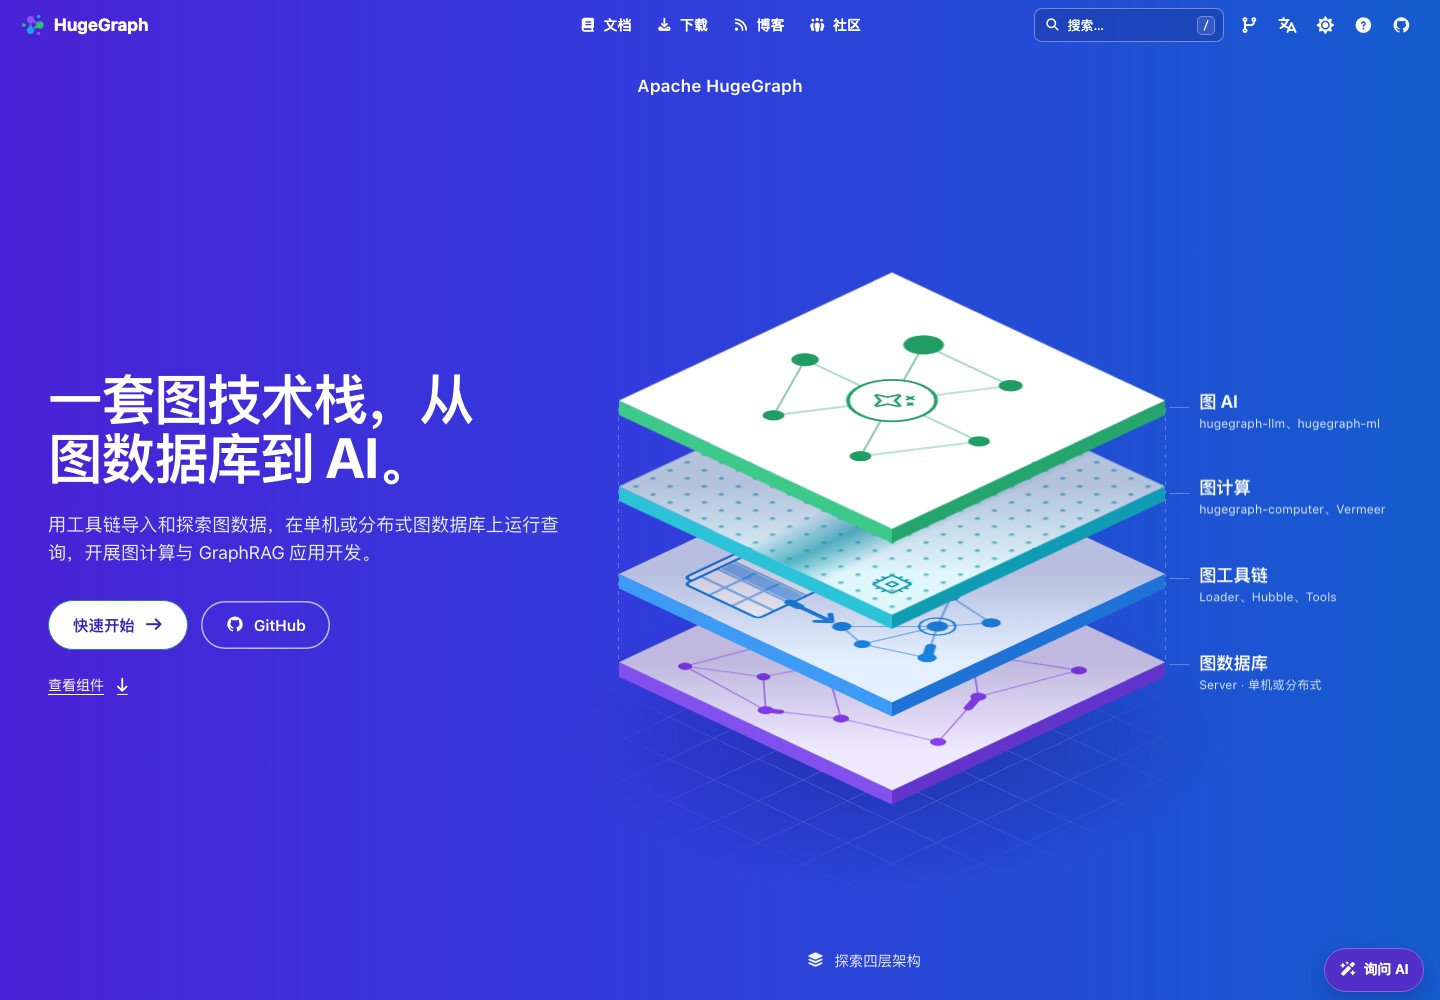 HugeGraph
文档
下载
博客
社区
搜索...
/
Apache HugeGraph
一套图技术栈，从
图数据库到 AI。
用工具链导入和探索图数据，在单机或分布式图数据库上运行查
询，开展图计算与 GraphRAG 应用开发。
快速开始
GitHub
查看组件
图 AI
hugegraph-llm、hugegraph-ml
图计算
hugegraph-computer、Vermeer
图工具链
Loader、Hubble、Tools
图数据库
Server · 单机或分布式
探索四层架构
询问 AI